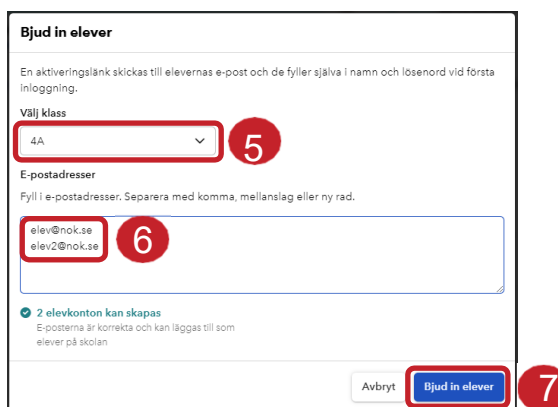 Bjud in elever
En aktiveringslänk skickas till elevernas e-post och de fyller själva i namn och lösenord vid första
inloggning.
Välj klass
4A
5
E-postadresser
Fyll i e-postadresser. Separera med komma, mellanslag eller ny rad.
elev@nok.se
elev2@nok.se
6
2 elevkonton kan skapas
E-posterna är korrekta och kan läggas till som
elever på skolan
Avbryt
Bjud in elever
7